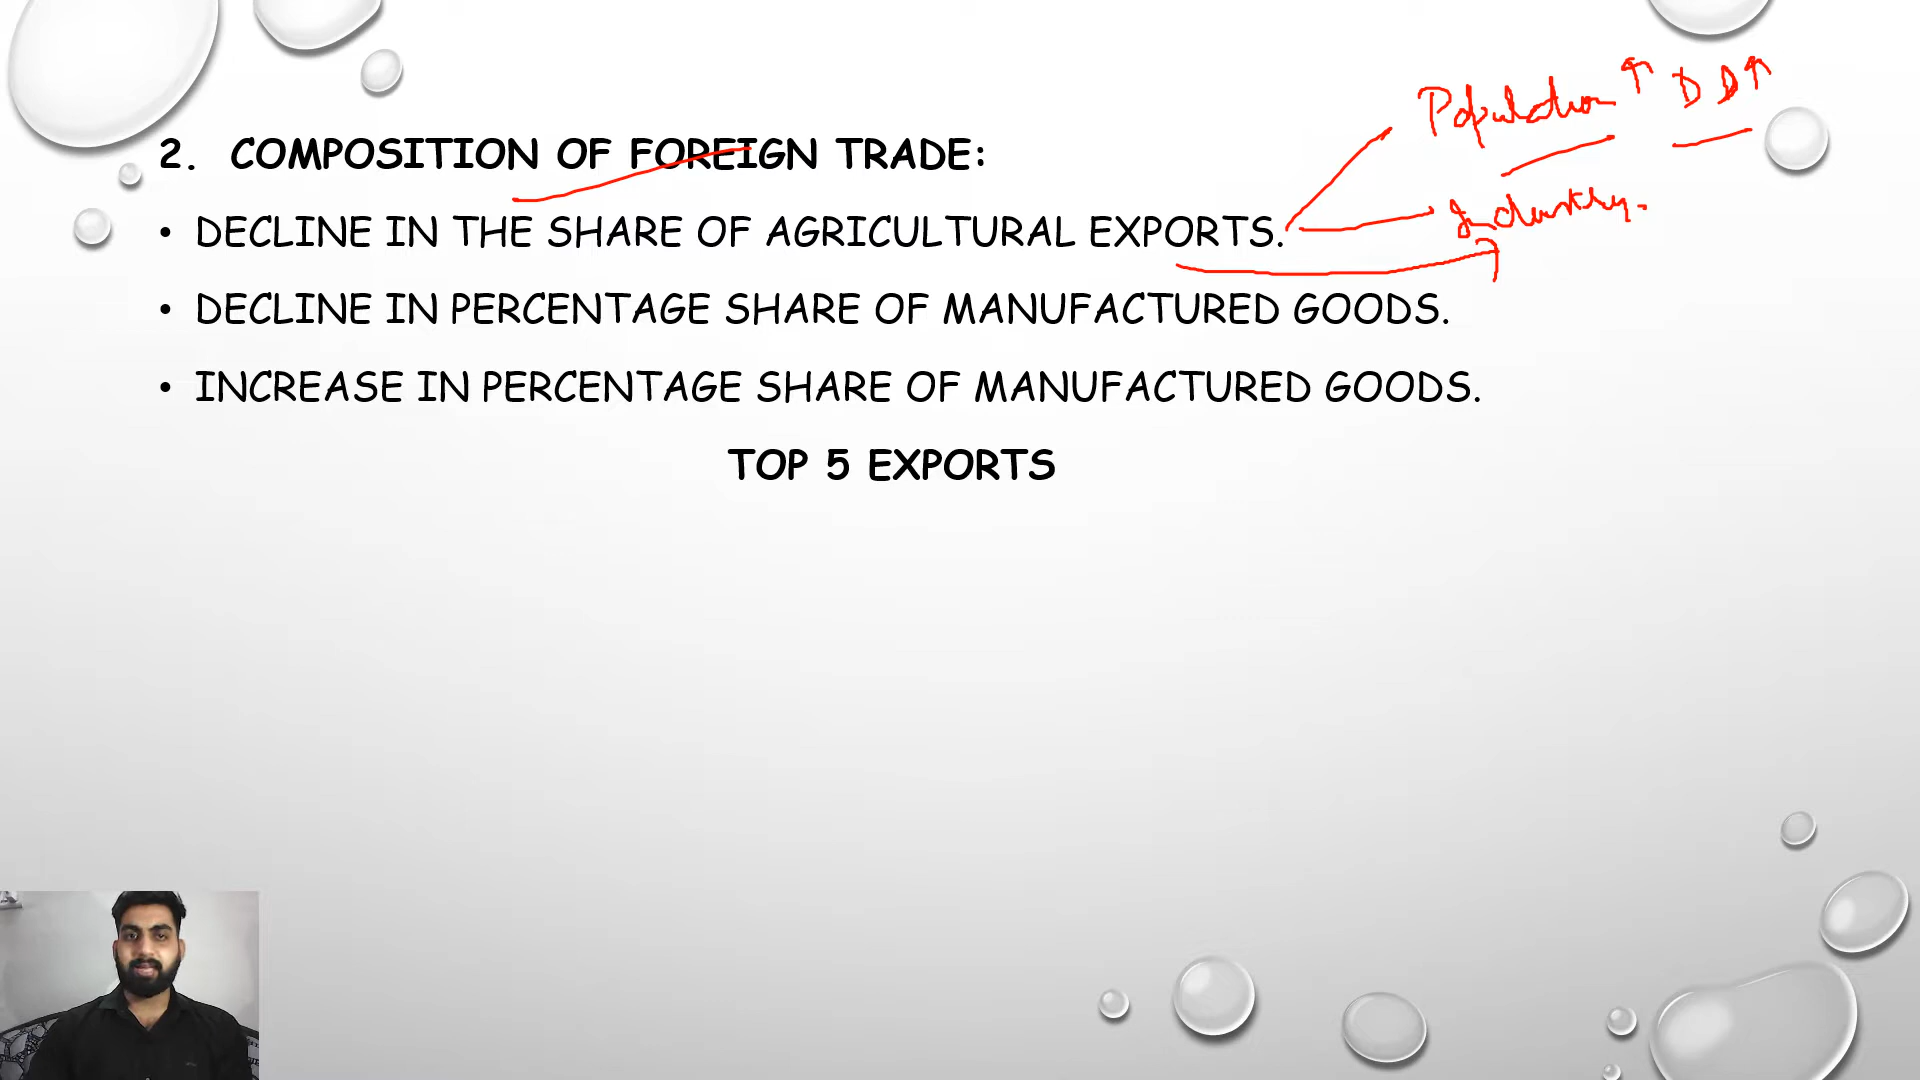 Population ↑ DD↑
2. COMPOSITION OF FOREIGN TRADE:
Industry.
• DECLINE IN THE SHARE OF AGRICULTURAL EXPORTS.
• DECLINE IN PERCENTAGE SHARE OF MANUFACTURED GOODS.
• INCREASE IN PERCENTAGE SHARE OF MANUFACTURED GOODS.
TOP 5 EXPORTS